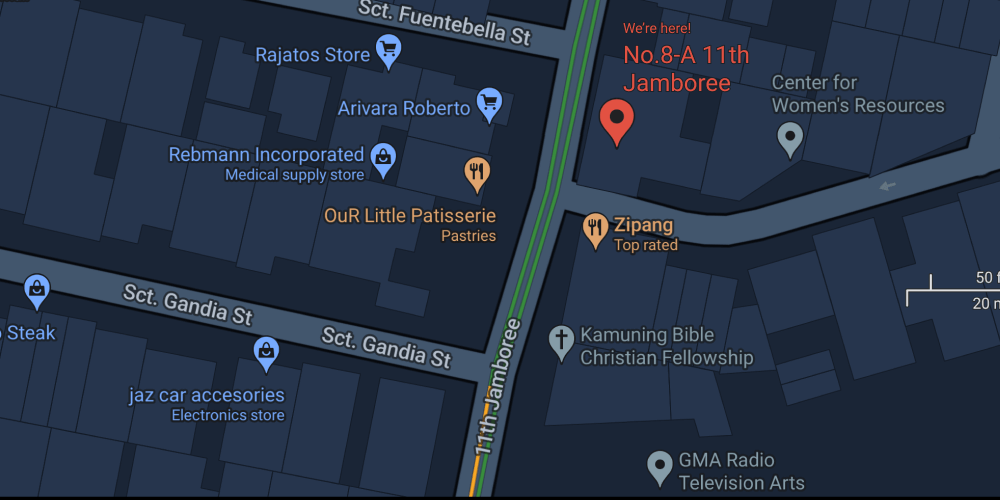 Sct. Fuentebella St
We're here!
No.8-A 11th
Jamboree
Rajatos Store
Center for
Women's Resources
Arivara Roberto
Rebmann Incorporated
Medical supply store
OuR Little Patisserie
Pastries
Zipang
Top rated
50 f
20 m
Sct. Gandia St
Sct. Gandia St
Steak
11th Jamboree
Kamuning Bible
Christian Fellowship
jaz car accesories
Electronics store
GMA Radio
Television Arts